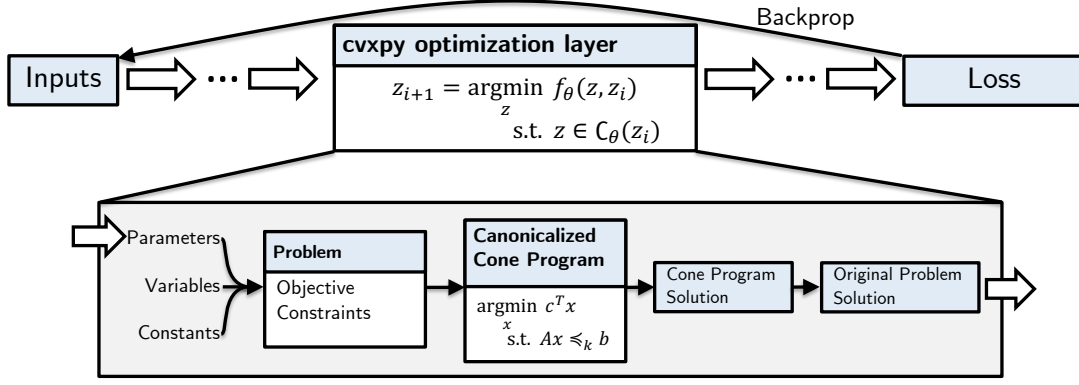 Backprop
Inputs
...
cvxpy optimization layer
z_{i+1} = argmin f_θ(z, z_i)
z
s.t. z ∈ C_θ(z_i)
...
Loss
Parameters
Variables
Constants
Problem
Objective
Constraints
Canonicalized
Cone Program
argmin c^T x
x
s.t. Ax ≼_k b
Cone Program
Solution
Original Problem
Solution